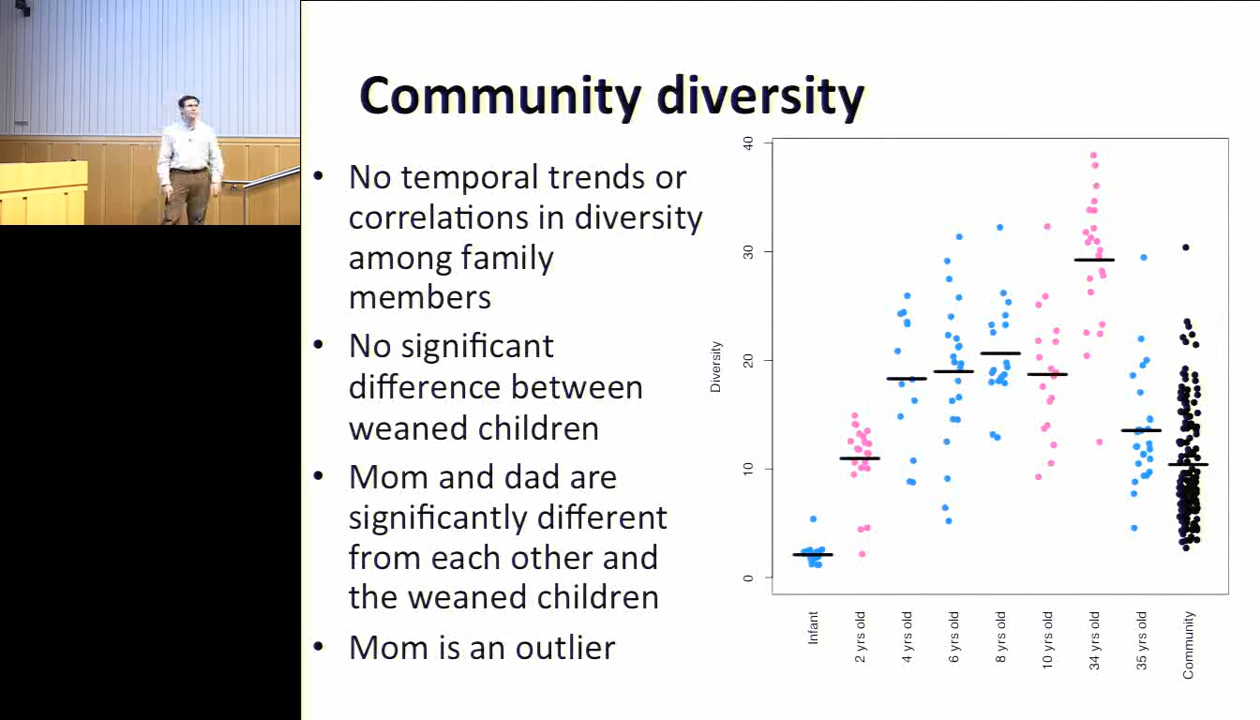 Community diversity
• No temporal trends or
correlations in diversity
among family
members
• No significant
difference between
weaned children
• Mom and dad are
significantly different
from each other and
the weaned children
• Mom is an outlier
Diversity
40
30
20
10
0
Infant
2 yrs old
4 yrs old
6 yrs old
8 yrs old
10 yrs old
34 yrs old
35 yrs old
Community